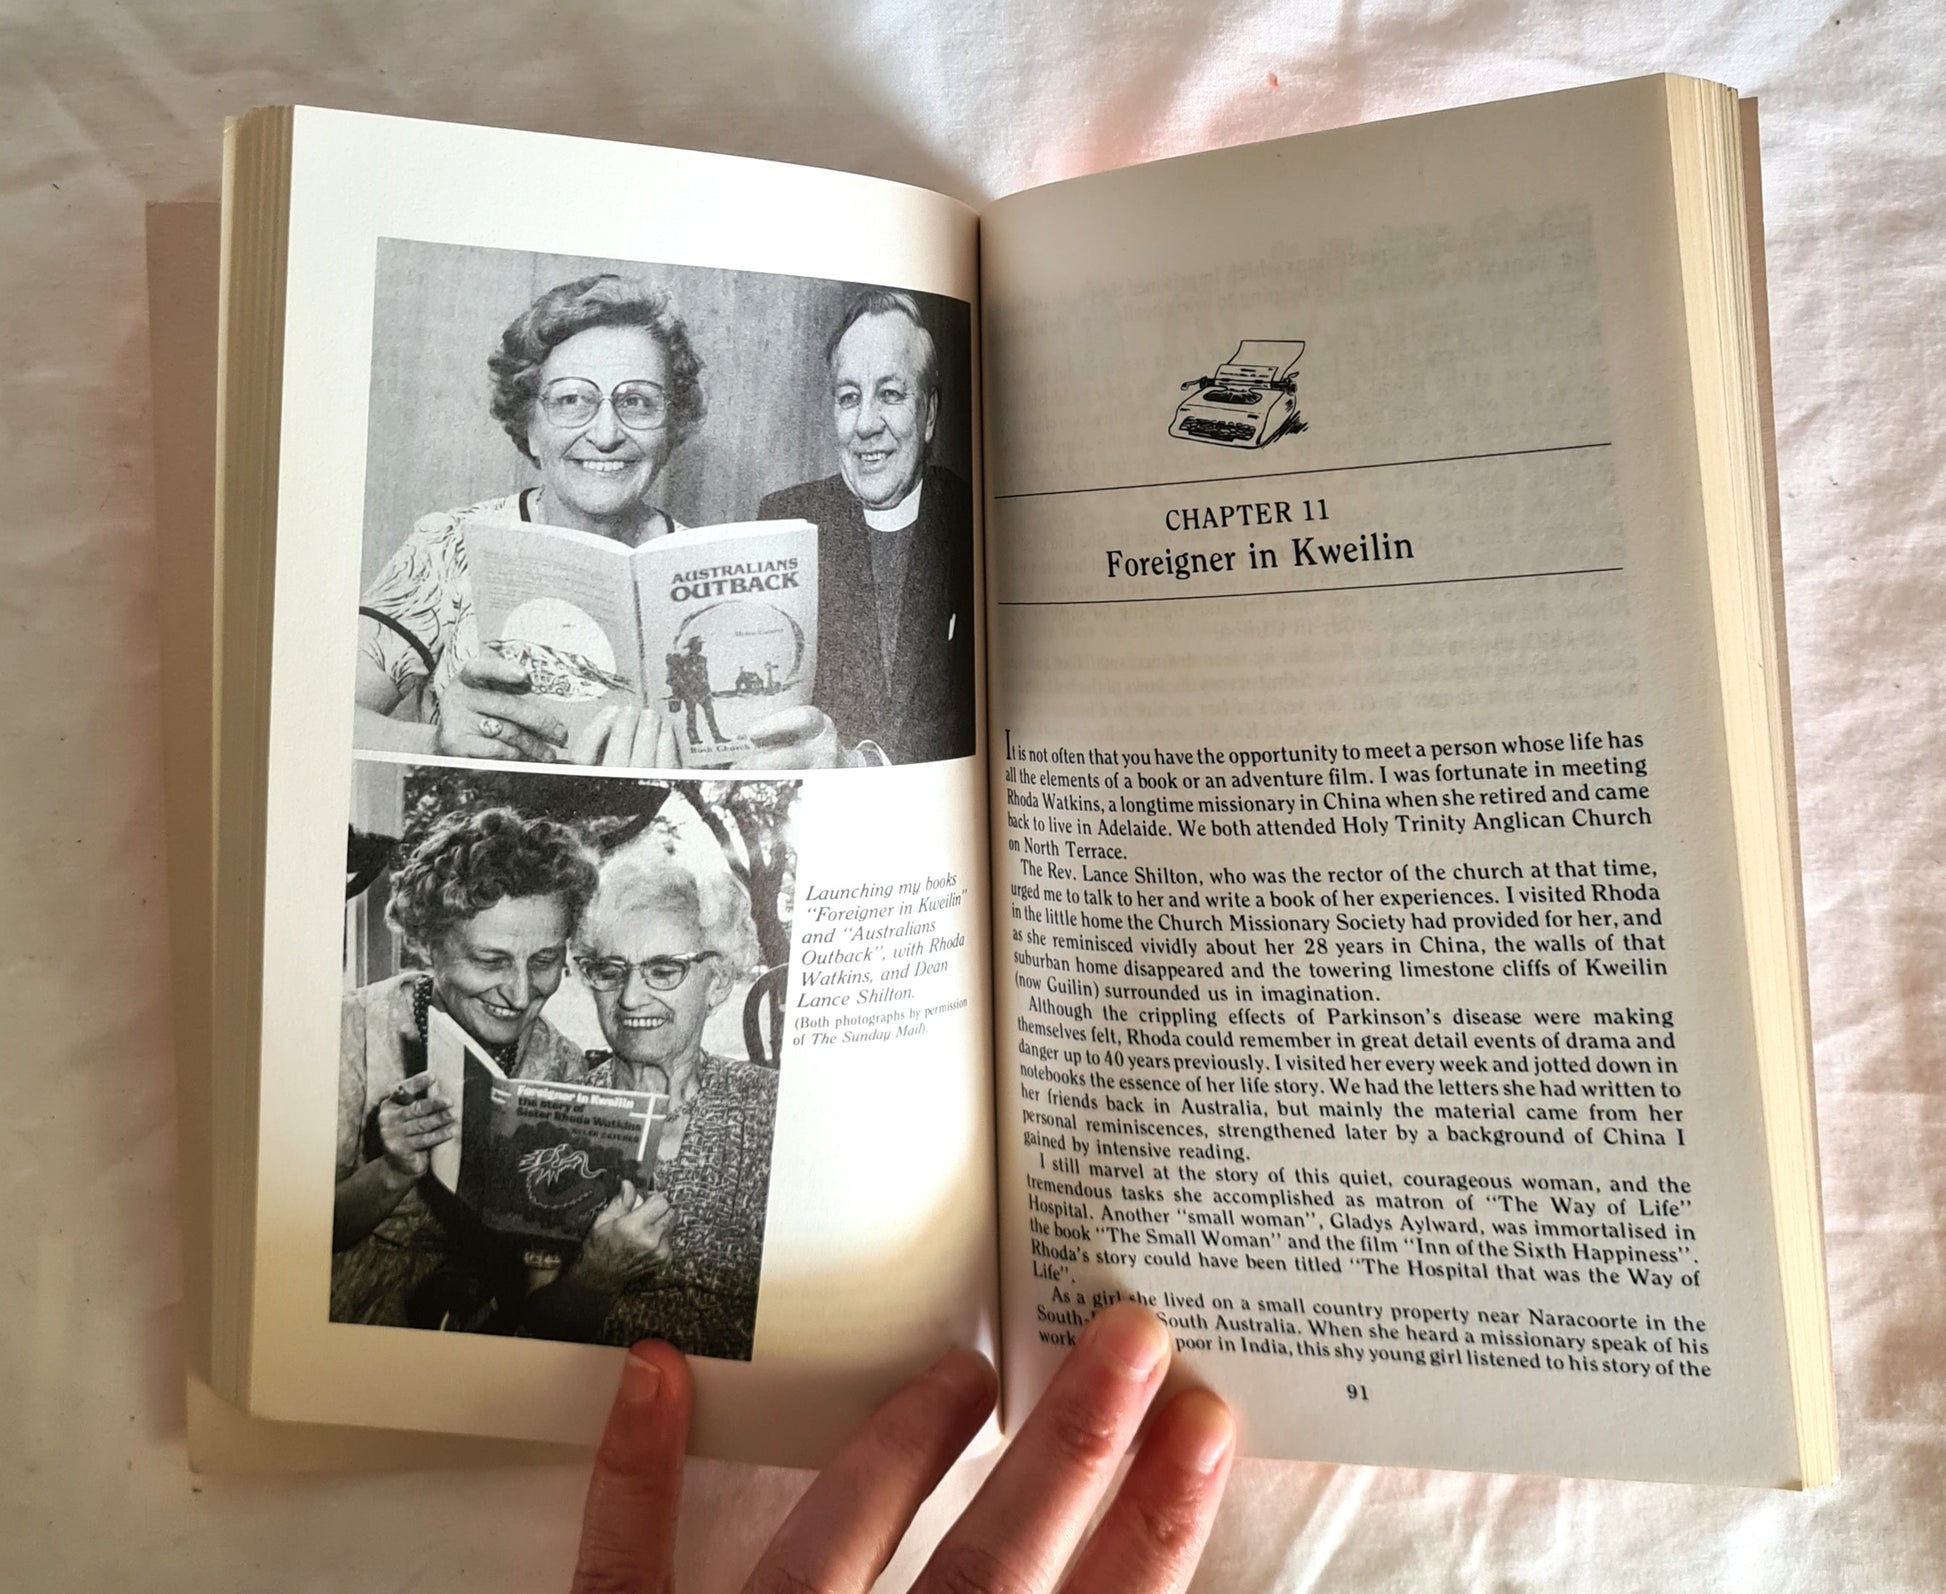 AUSTRALIANS
OUTBACK
Bush Church
Foreigner in Kweilin
the story of
Sister Rhoda Watkins
Launching my books
“Foreigner in Kweilin”
and “Australians
Outback”, with Rhoda
Watkins, and Dean
Lance Shilton.
(Both photographs by permission
of The Sunday Mail).
CHAPTER 11
Foreigner in Kweilin
It is not often that you have the opportunity to meet a person whose life has
all the elements of a book or an adventure film. I was fortunate in meeting
Rhoda Watkins, a longtime missionary in China when she retired and came
back to live in Adelaide. We both attended Holy Trinity Anglican Church
on North Terrace.
The Rev. Lance Shilton, who was the rector of the church at that time,
urged me to talk to her and write a book of her experiences. I visited Rhoda
in the little home the Church Missionary Society had provided for her, and
as she reminisced vividly about her 28 years in China, the walls of that
suburban home disappeared and the towering limestone cliffs of Kweilin
(now Guilin) surrounded us in imagination.
Although the crippling effects of Parkinson’s disease were making
themselves felt, Rhoda could remember in great detail events of drama and
danger up to 40 years previously. I visited her every week and jotted down in
notebooks the essence of her life story. We had the letters she had written to
her friends back in Australia, but mainly the material came from her
personal reminiscences, strengthened later by a background of China I
gained by intensive reading.
I still marvel at the story of this quiet, courageous woman, and the
tremendous tasks she accomplished as matron of “The Way of Life”
Hospital. Another “small woman”, Gladys Aylward, was immortalised in
the book “The Small Woman” and the film “Inn of the Sixth Happiness”.
Rhoda’s story could have been titled “The Hospital that was the Way of
Life”.
As a girl she lived on a small country property near Naracoorte in the
South- South Australia. When she heard a missionary speak of his
work poor in India, this shy young girl listened to his story of the
91